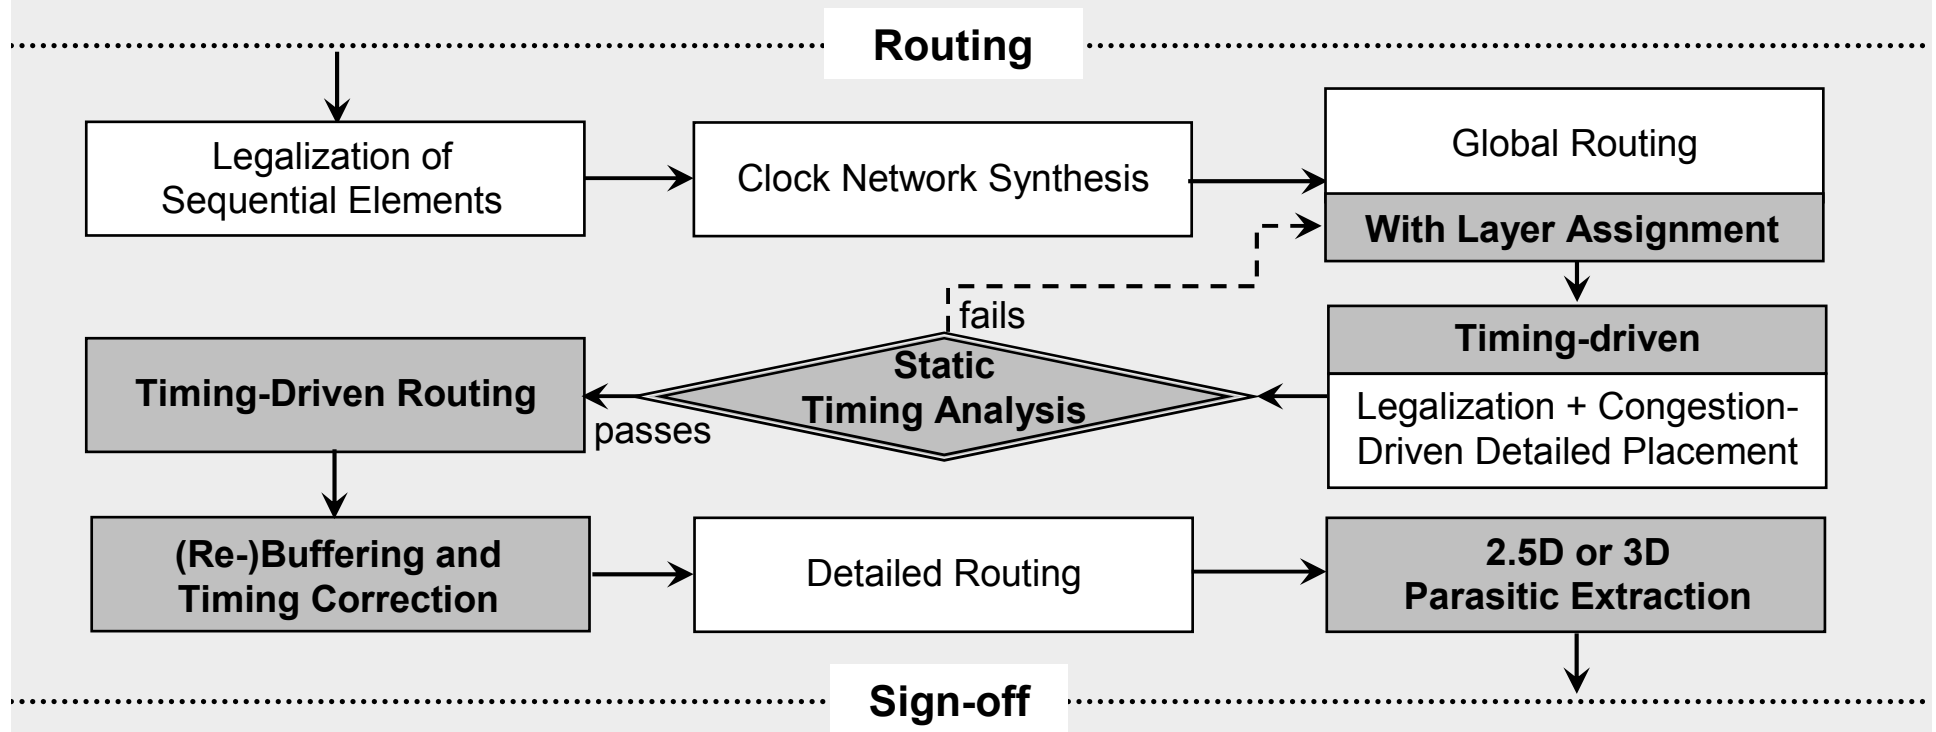 Routing
Legalization of
Sequential Elements
Clock Network Synthesis
Global Routing
With Layer Assignment
fails
Timing-driven
Legalization + Congestion-
Driven Detailed Placement
Static
Timing Analysis
passes
Timing-Driven Routing
(Re-)Buffering and
Timing Correction
Detailed Routing
2.5D or 3D
Parasitic Extraction
Sign-off